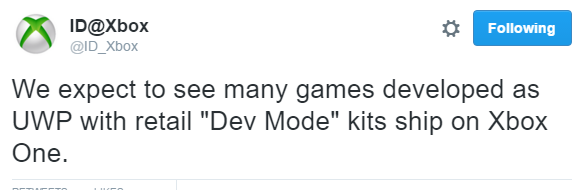 ID@Xbox
@ID_Xbox
Following
We expect to see many games developed as
UWP with retail "Dev Mode" kits ship on Xbox
One.